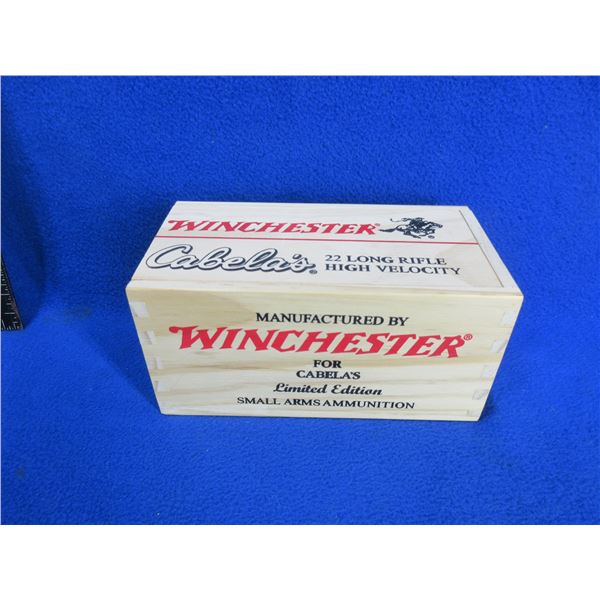 WINCHESTER
Cabela's® 22 LONG RIFLE
HIGH VELOCITY
MANUFACTURED BY
WINCHESTER®
FOR
CABELA'S
Limited Edition
SMALL ARMS AMMUNITION